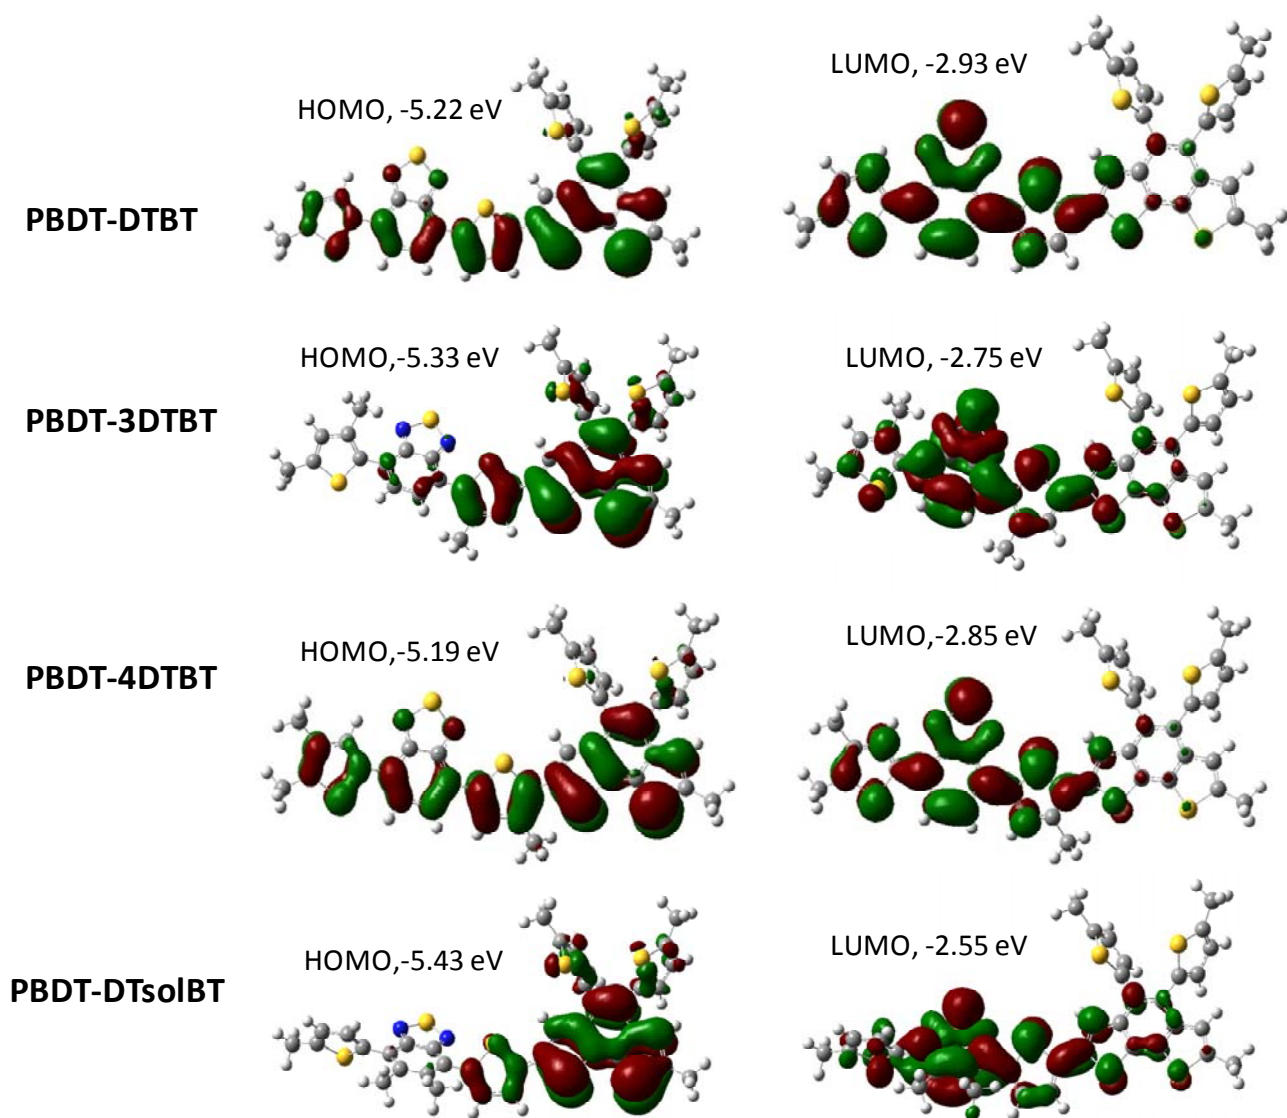 HOMO, -5.22 eV
LUMO, -2.93 eV
PBDT-DTBT
HOMO,-5.33 eV
LUMO, -2.75 eV
PBDT-3DTBT
HOMO,-5.19 eV
LUMO,-2.85 eV
PBDT-4DTBT
HOMO,-5.43 eV
LUMO, -2.55 eV
PBDT-DTsolBT